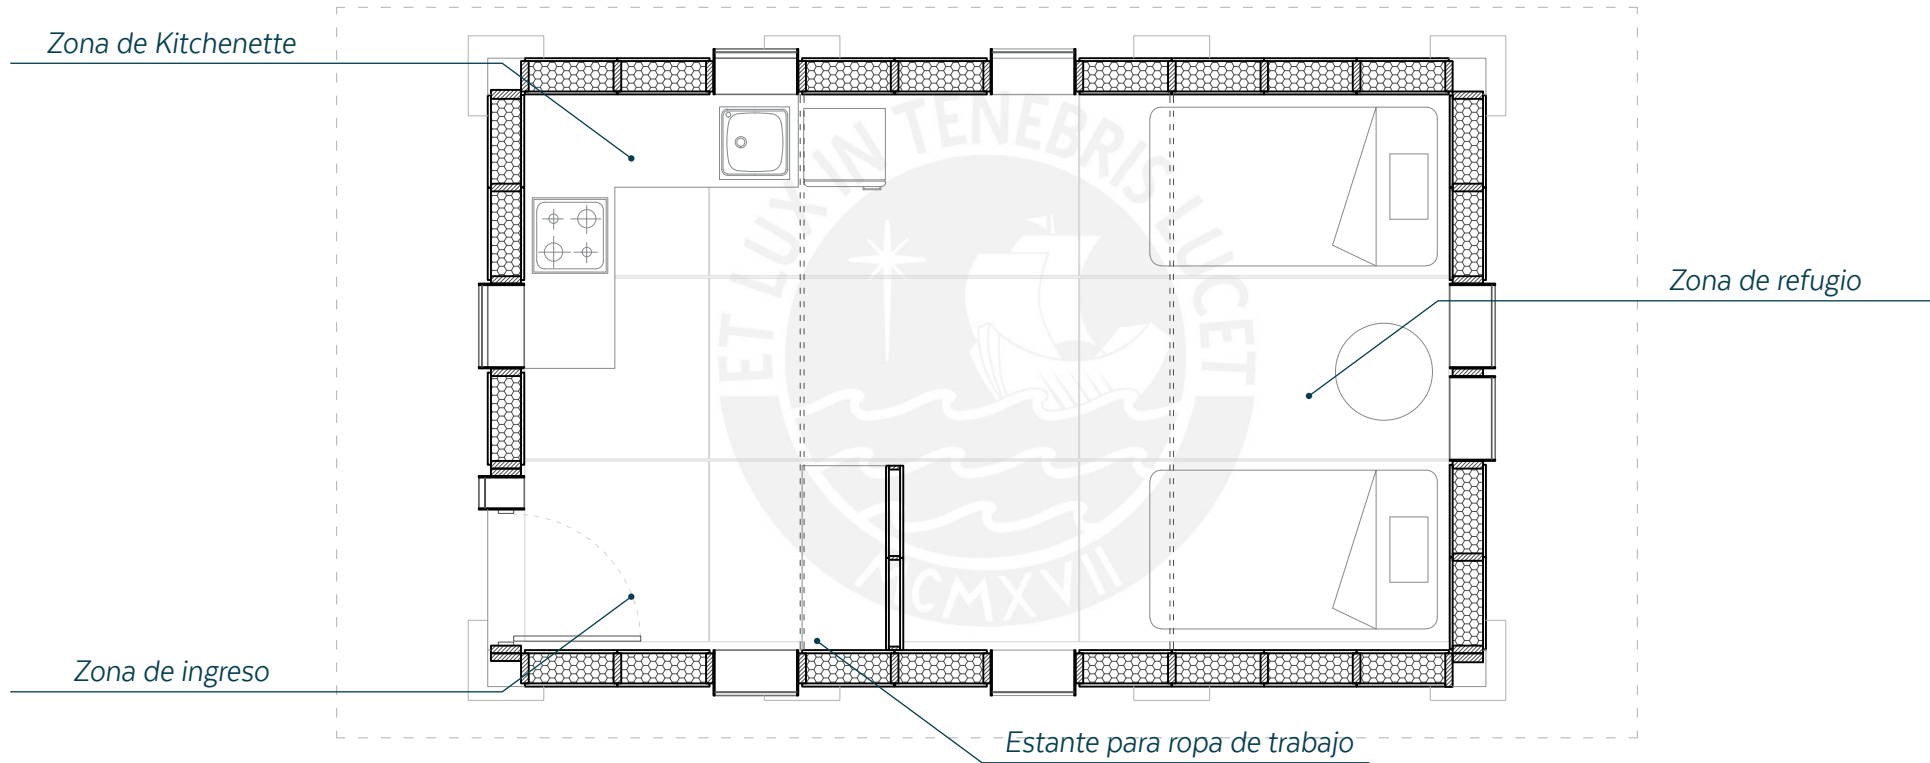 Zona de Kitchenette
ET LUX IN TENEBRIS LUCET
Zona de refugio
MCMXVII
Zona de ingreso
Estante para ropa de trabajo